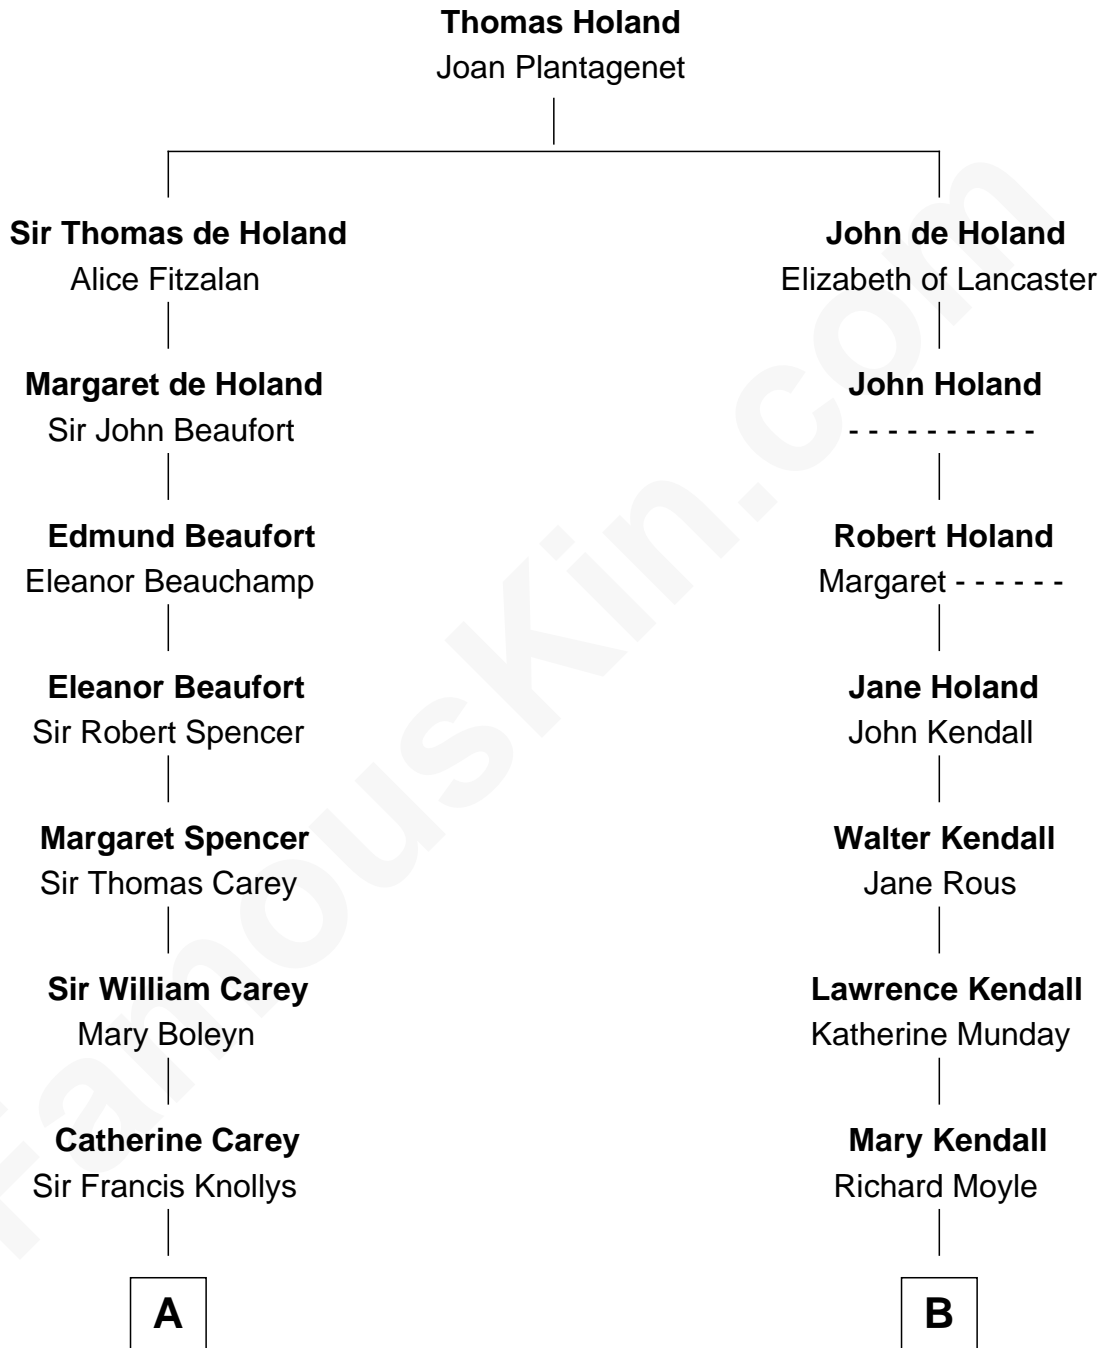 Thomas Holand
Joan Plantagenet
Sir Thomas de Holand
Alice Fitzalan
Margaret de Holand
Sir John Beaufort
Edmund Beaufort
Eleanor Beauchamp
Eleanor Beaufort
Sir Robert Spencer
Margaret Spencer
Sir Thomas Carey
Sir William Carey
Mary Boleyn
Catherine Carey
Sir Francis Knollys
A
John de Holand
Elizabeth of Lancaster
John Holand
- - - - - - - - - -
Robert Holand
Margaret - - - - - -
Jane Holand
John Kendall
Walter Kendall
Jane Rous
Lawrence Kendall
Katherine Munday
Mary Kendall
Richard Moyle
B
FamousKin.com